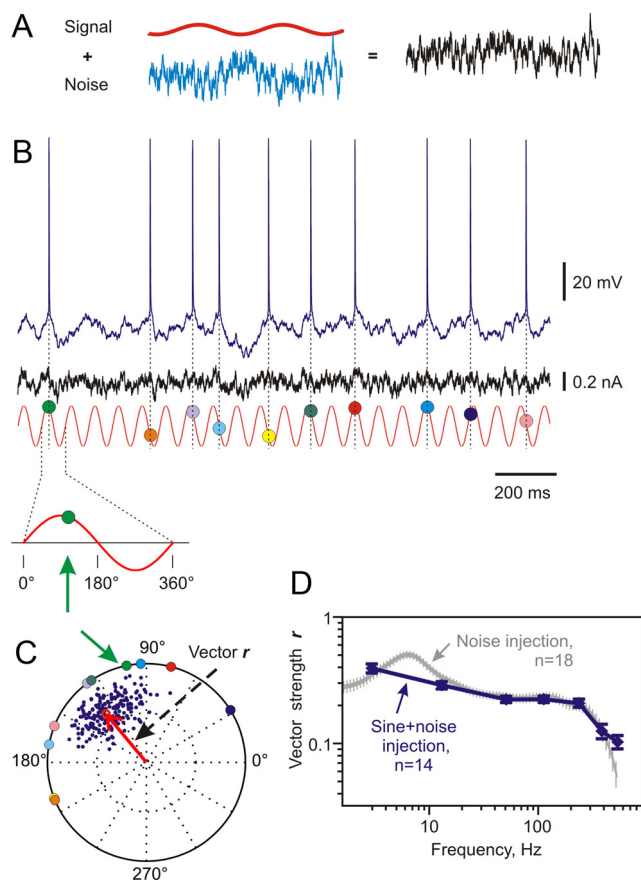 A
Signal
+
Noise
=
B
20 mV
0.2 nA
200 ms
0° 180° 360°
C
90°
Vector r
180°
0°
270°
D
1
0.1
Vector strength r
Noise injection,
n=18
Sine+noise
injection,
n=14
10 100
Frequency, Hz